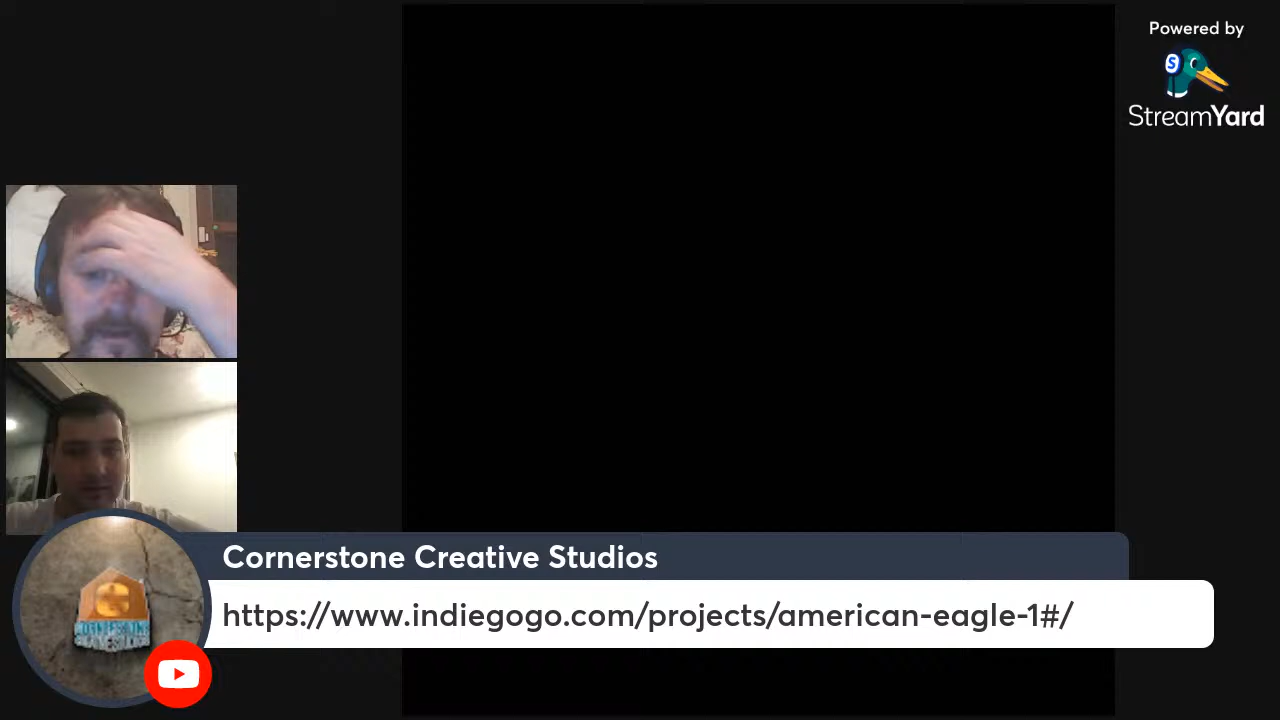 Powered by
StreamYard
Cornerstone Creative Studios
https://www.indiegogo.com/projects/american-eagle-1#/